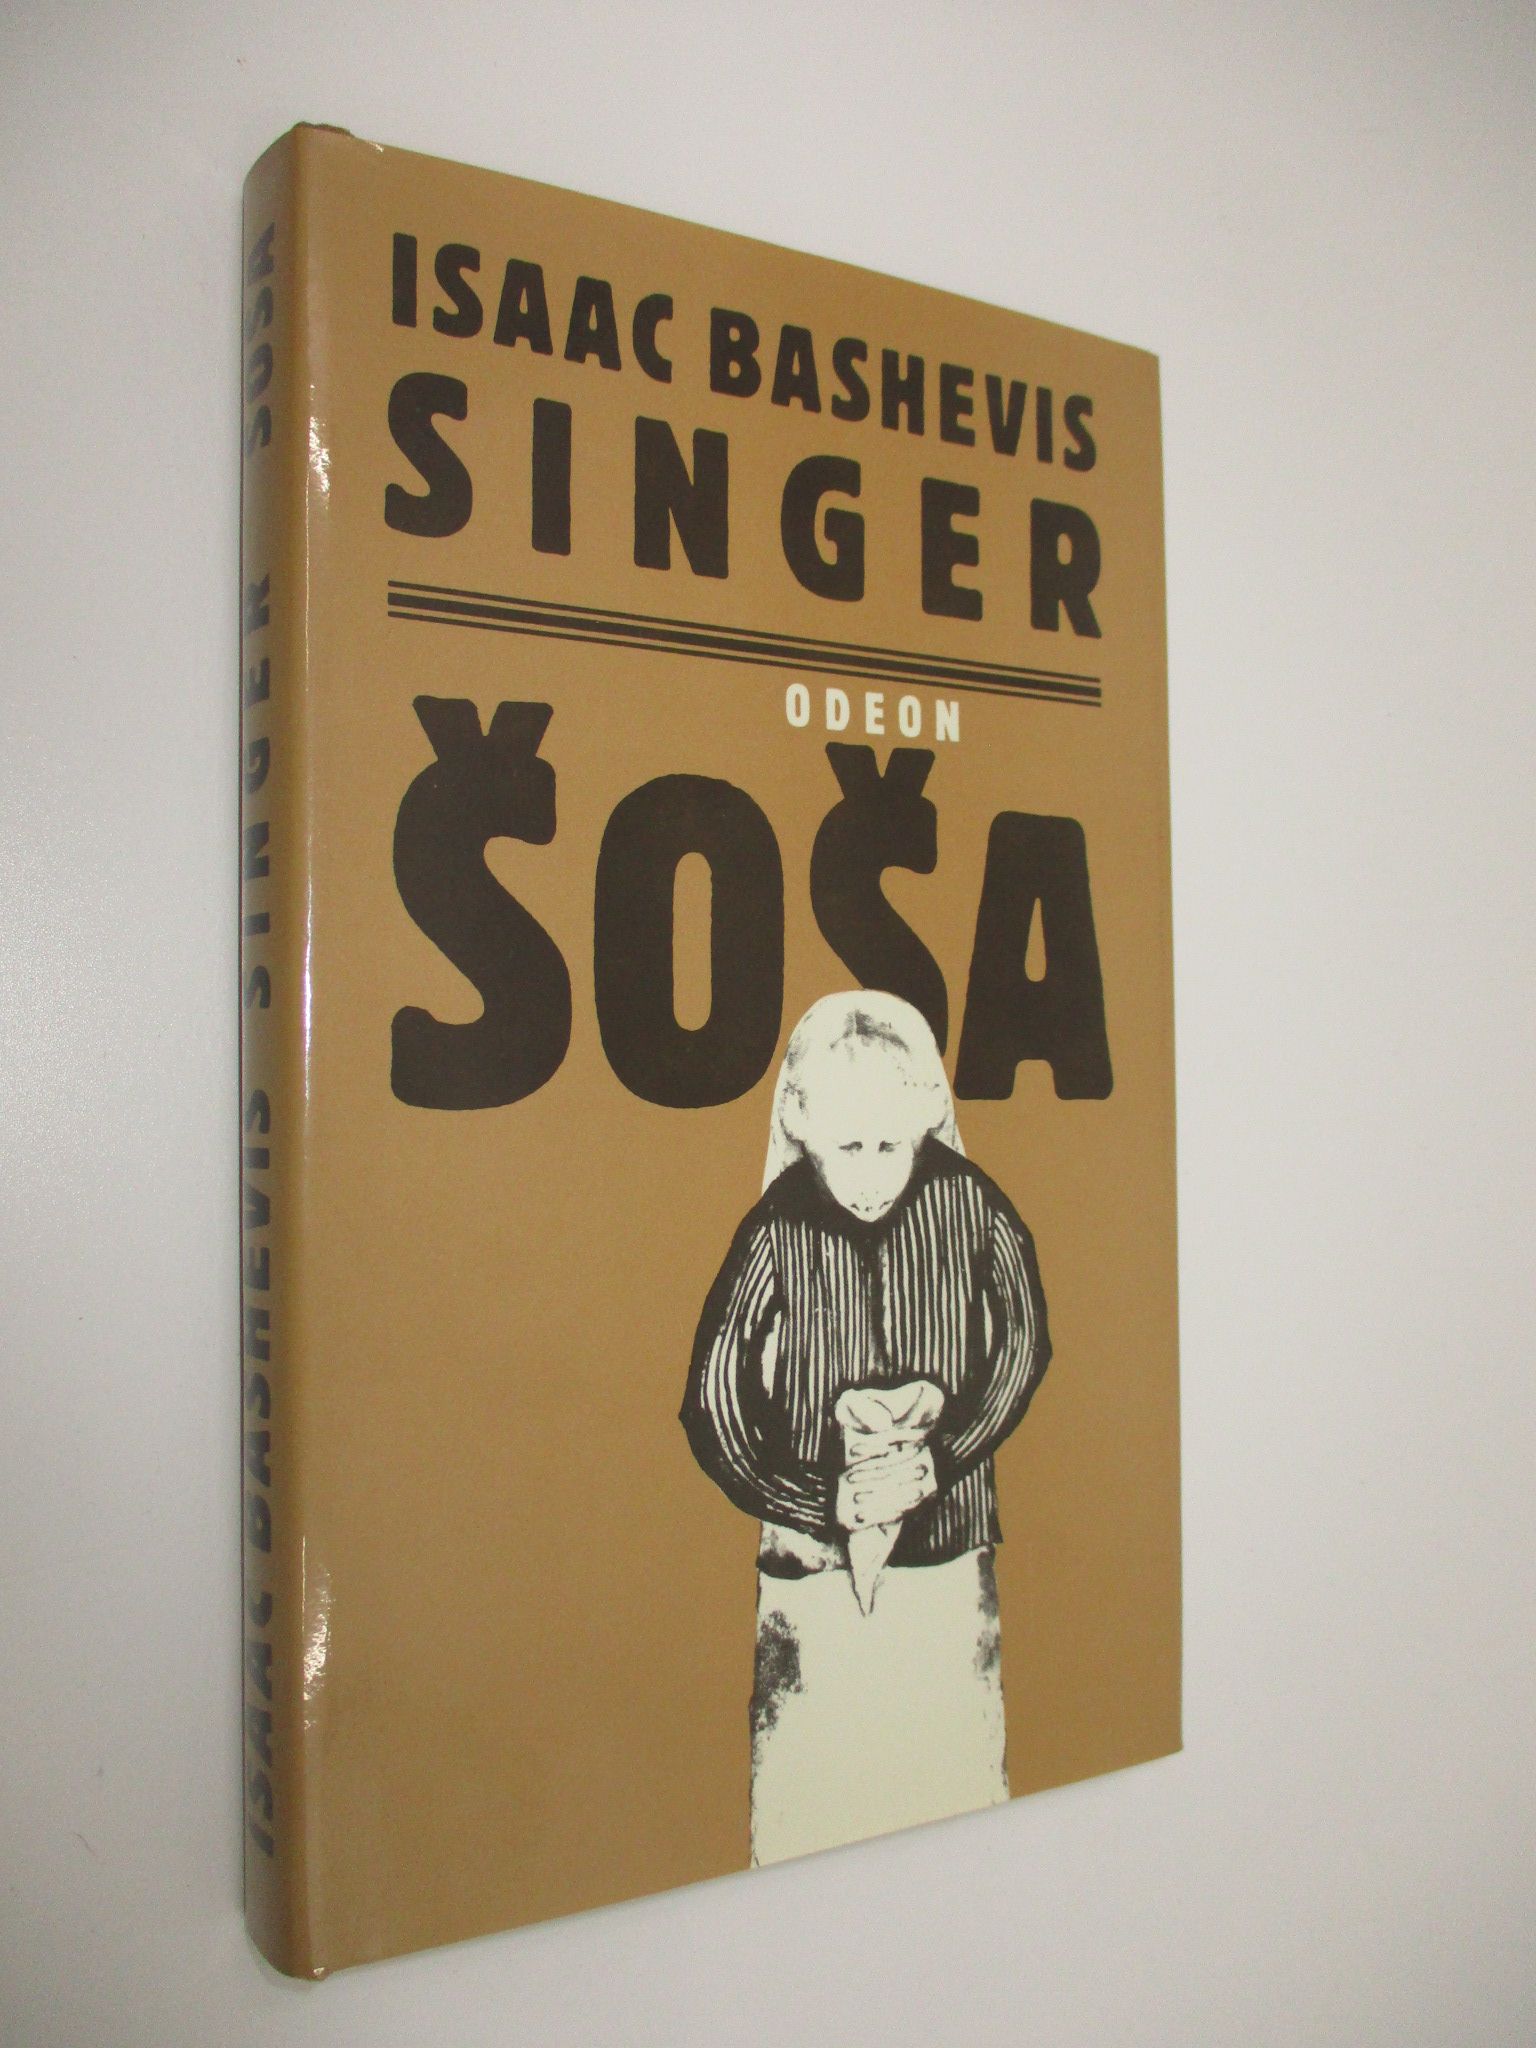 ISAAC BASHEVIS
SINGER
ODEON
ŠOŠA
ISAAC BASHEVIS SINGER ŠOŠA